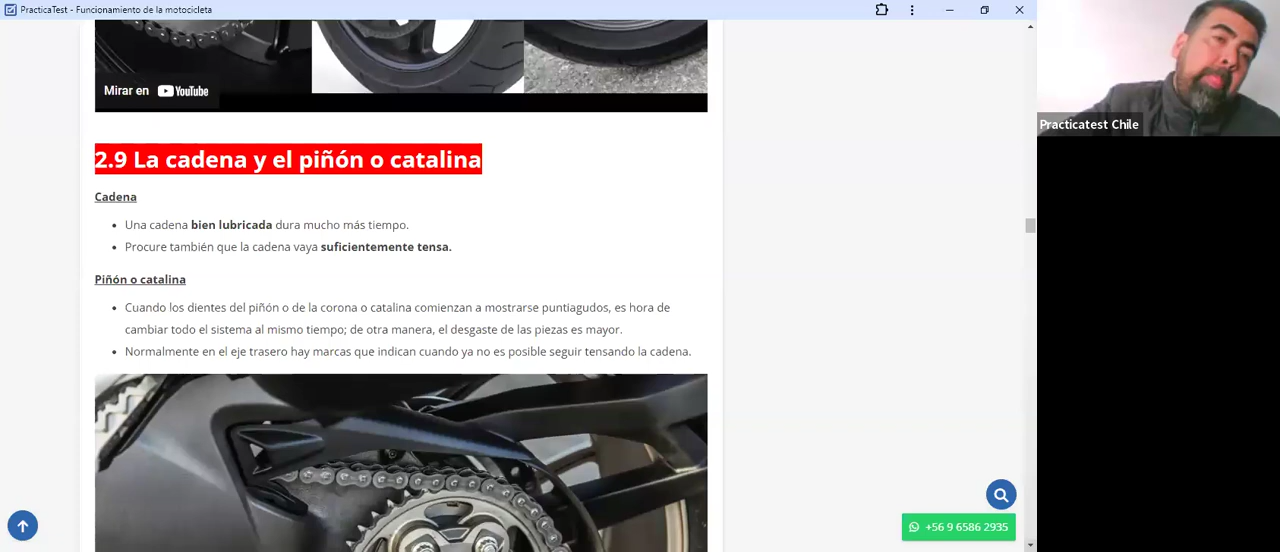 PracticaTest - Funcionamiento de la motocicleta
Mirar en YouTube
Practicatest Chile
2.9 La cadena y el piñón o catalina
Cadena
• Una cadena bien lubricada dura mucho más tiempo.
• Procure también que la cadena vaya suficientemente tensa.
Piñón o catalina
• Cuando los dientes del piñón o de la corona o catalina comienzan a mostrarse puntiagudos, es hora de
cambiar todo el sistema al mismo tiempo; de otra manera, el desgaste de las piezas es mayor.
• Normalmente en el eje trasero hay marcas que indican cuando ya no es posible seguir tensando la cadena.
+56 9 6586 2935